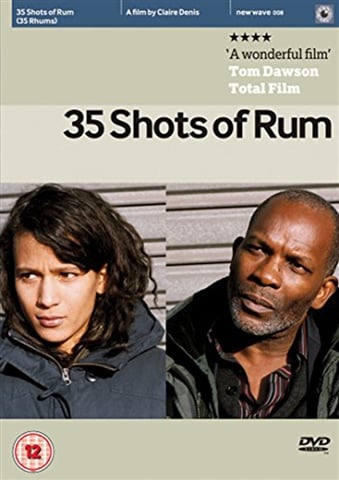 35 Shots of Rum
(35 Rhums)
A film by Claire Denis
new wave 008
★★★★
'A wonderful film'
Tom Dawson
Total Film
35 Shots of Rum
12
DVD
VIDEO